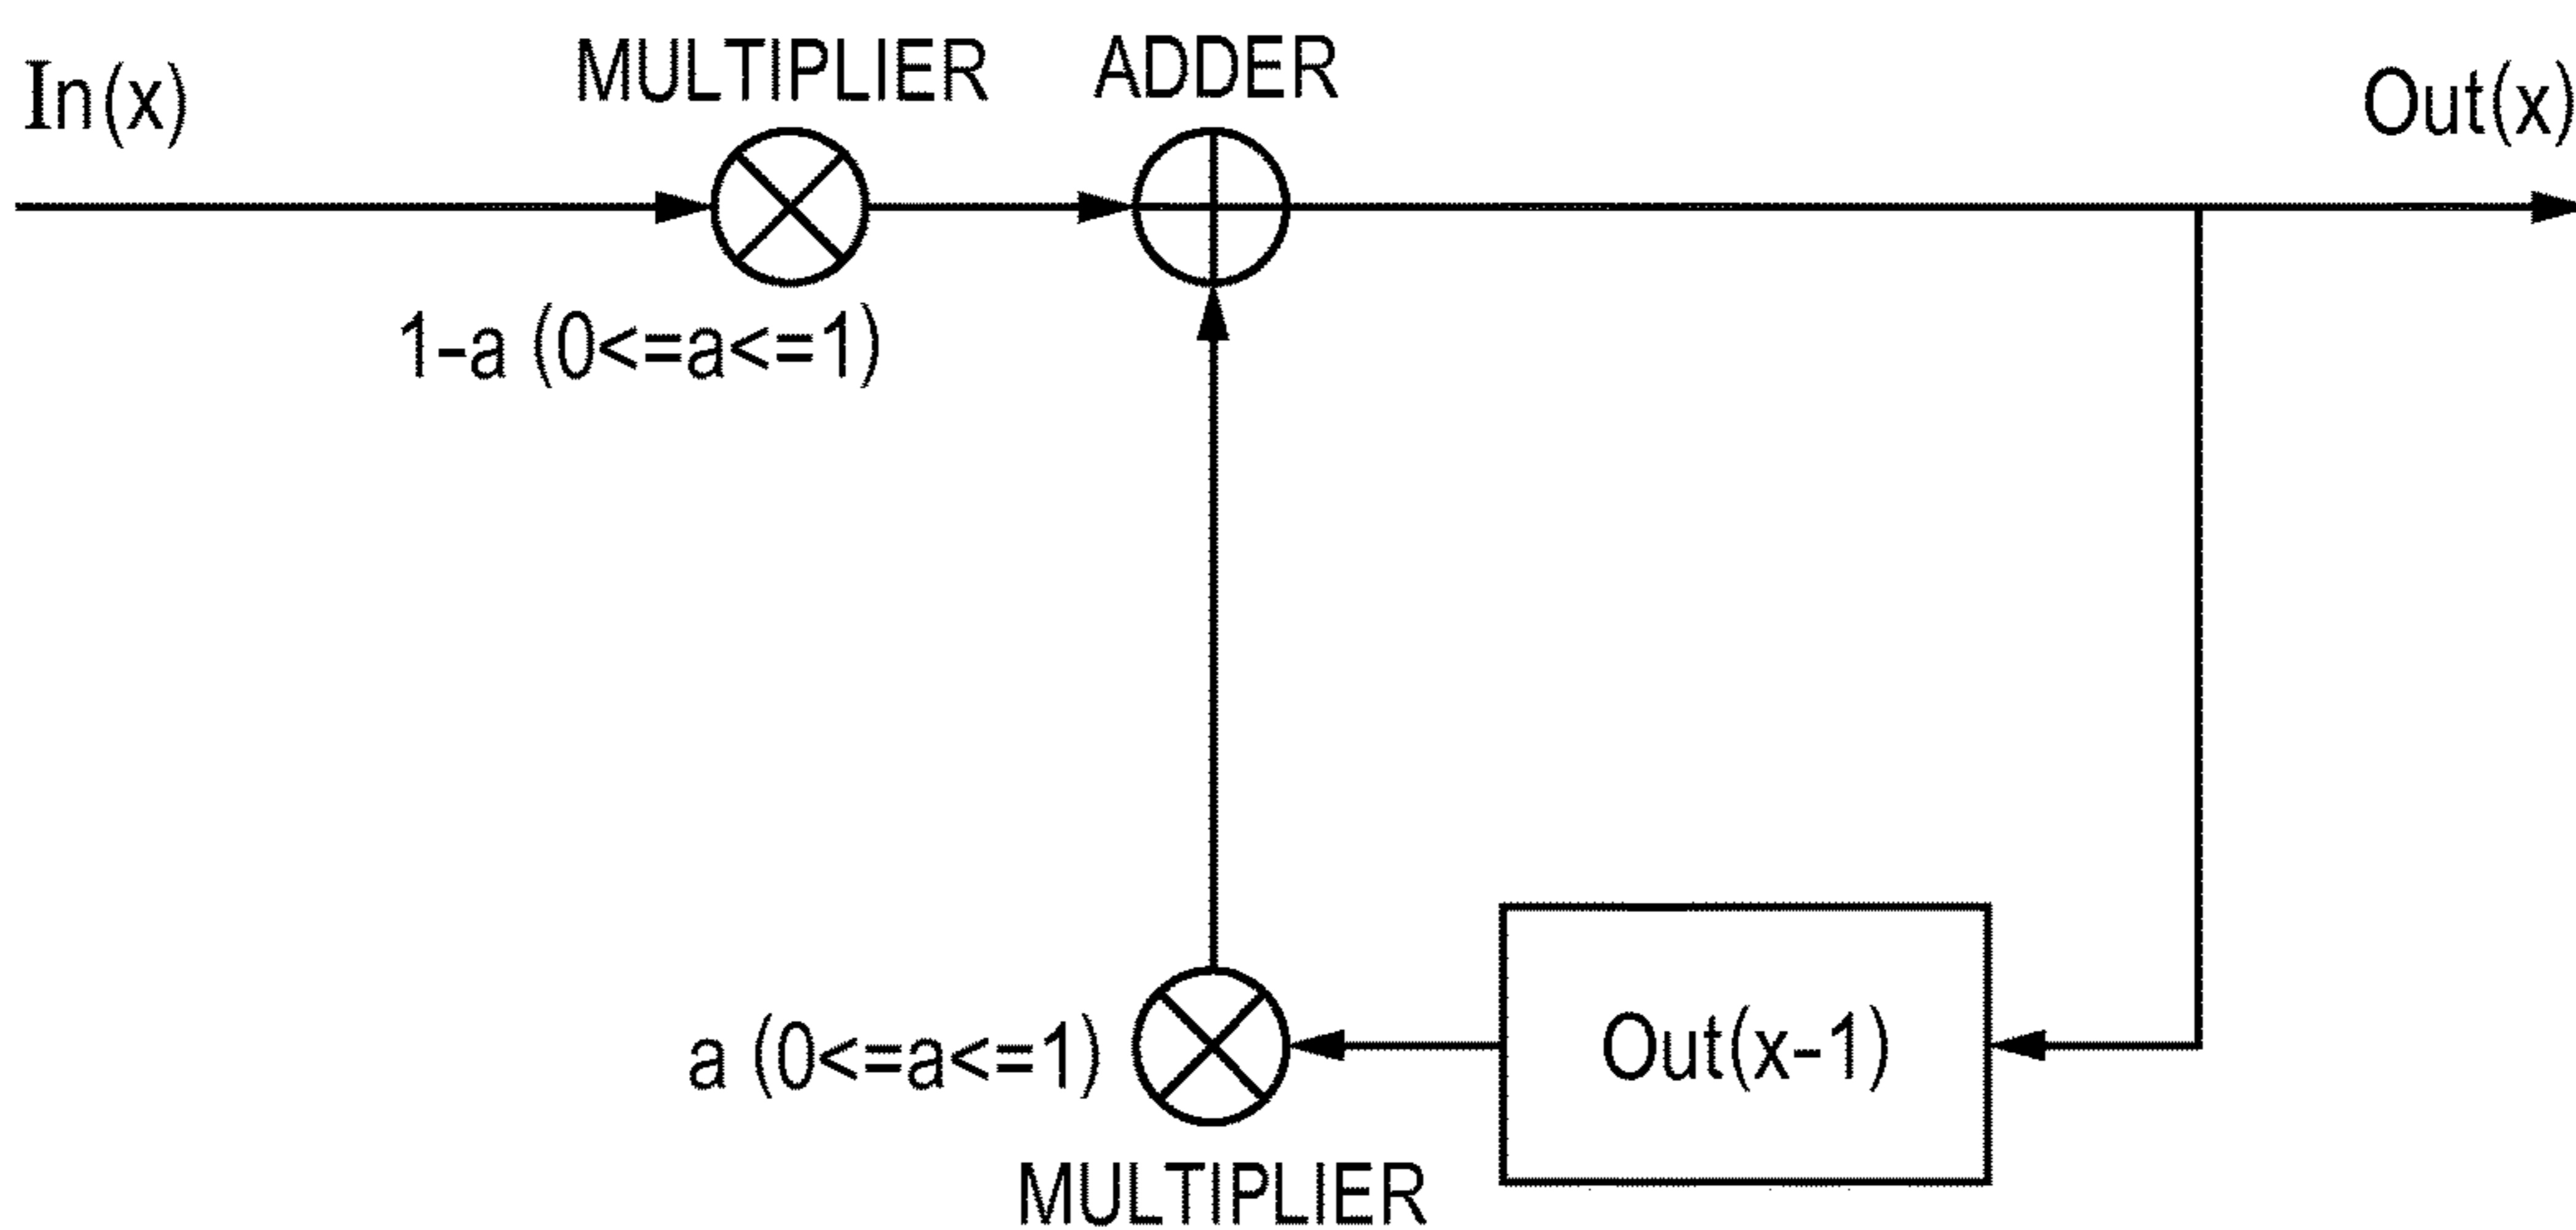 In(x)
MULTIPLIER
ADDER
Out(x)
1-a (0<=a<=1)
a (0<=a<=1)
Out(x-1)
MULTIPLIER